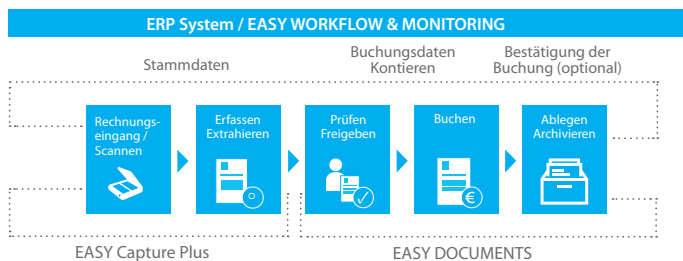 ERP System / EASY WORKFLOW & MONITORING
Stammdaten
Buchungsdaten
Kontieren
Bestätigung der
Buchung (optional)
Rechnungs-
eingang /
Scannen
Erfassen
Extrahieren
Prüfen
Freigeben
Buchen
€
Ablegen
Archivieren
EASY Capture Plus
EASY DOCUMENTS